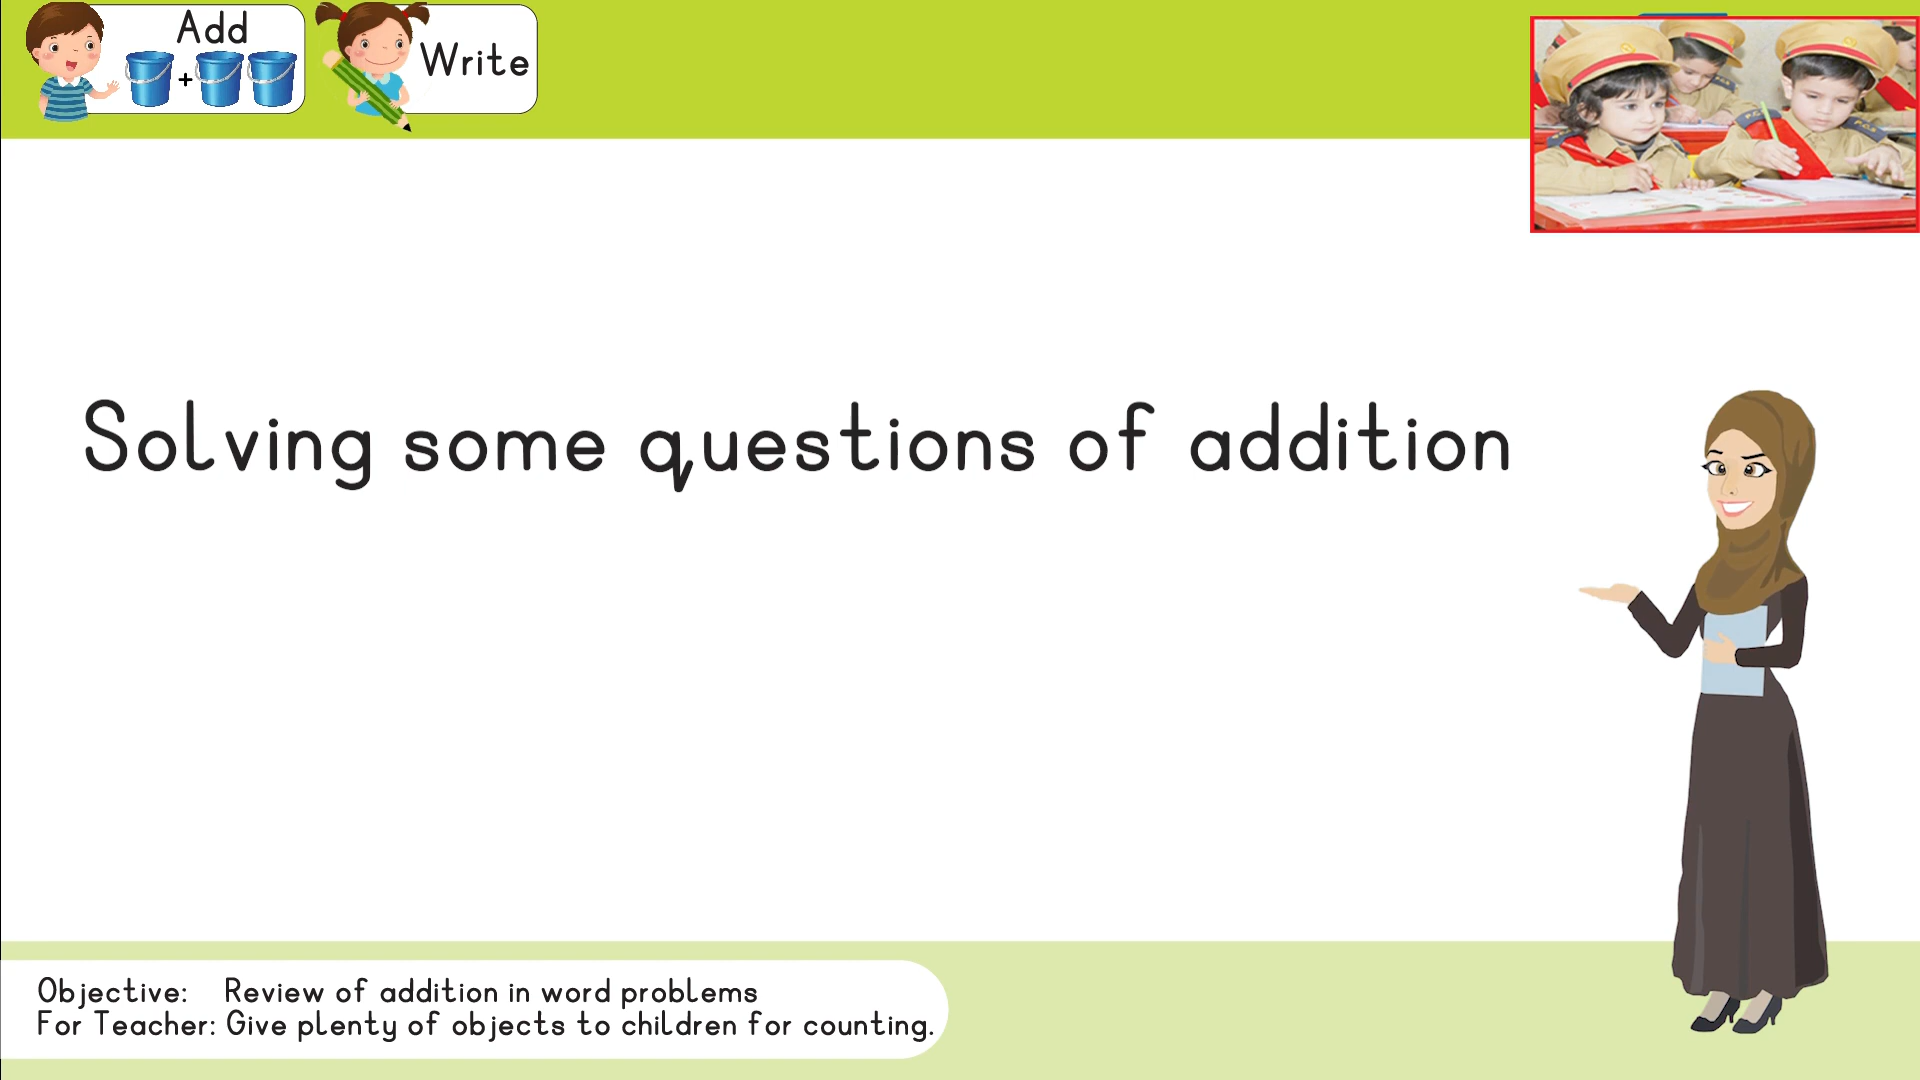 Add
+
Write
Solving some questions of addition
Objective: Review of addition in word problems
For Teacher: Give plenty of objects to children for counting.